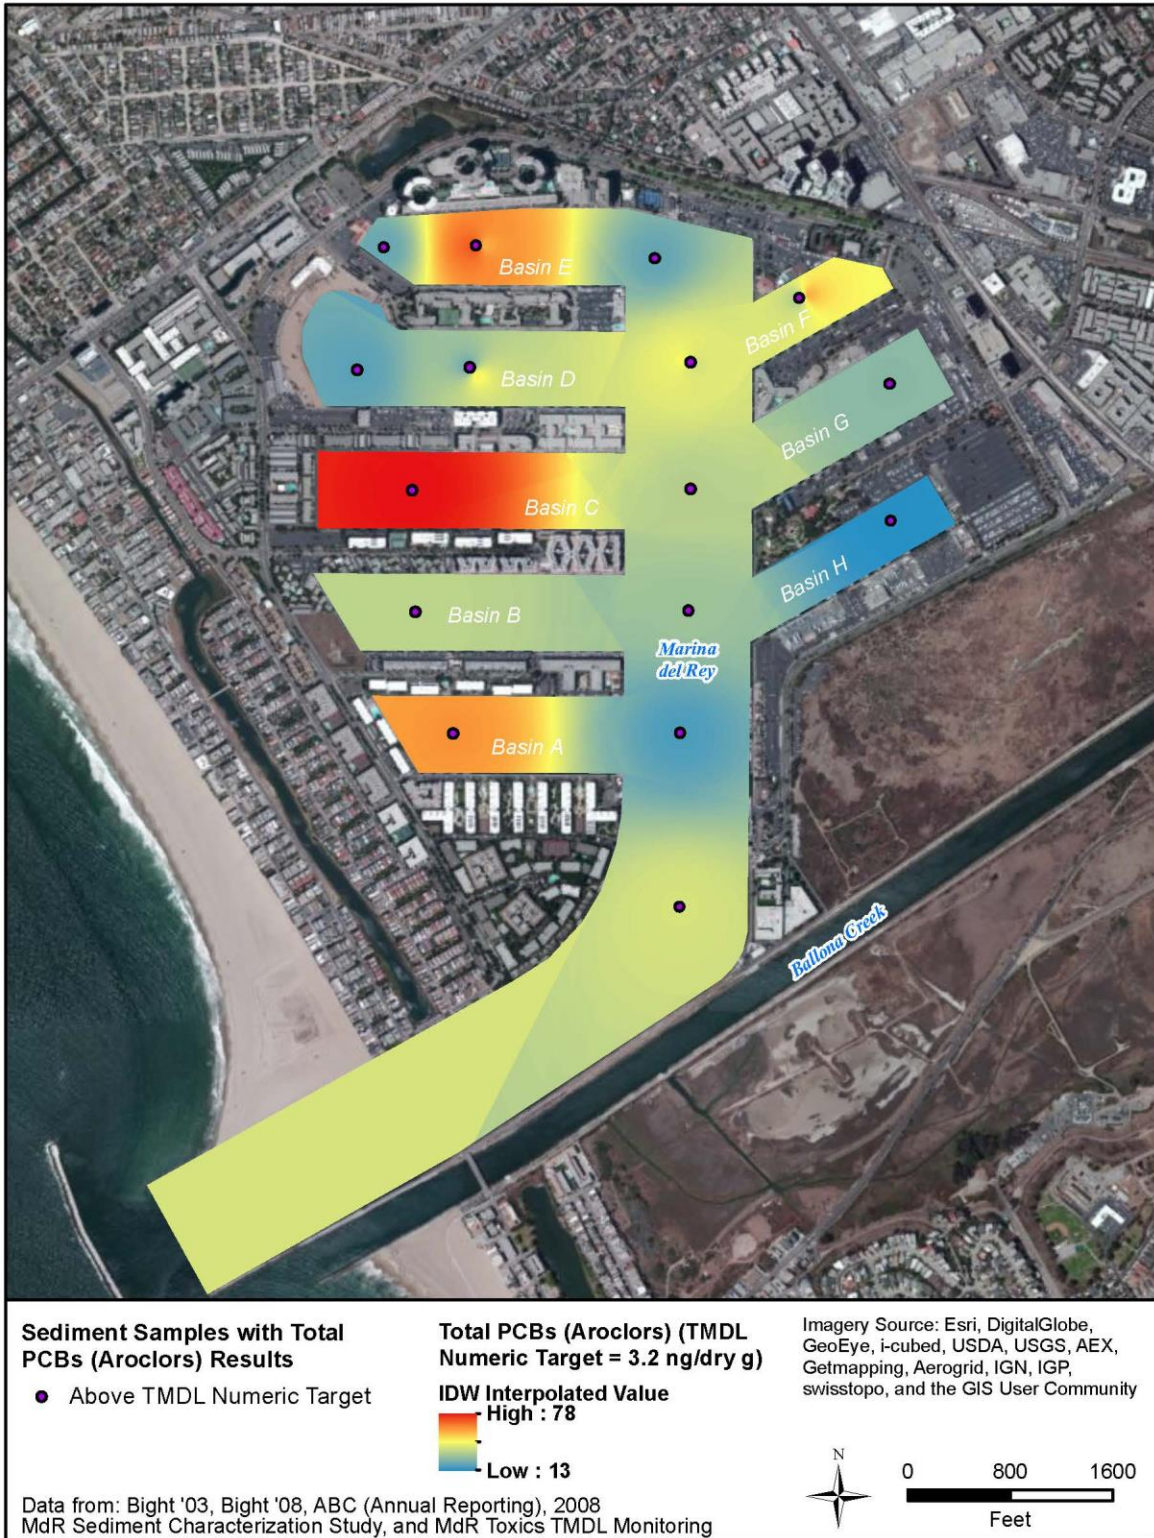 Basin E
Basin F
Basin D
Basin G
Basin C
Basin H
Basin B
Marina
del Rey
Basin A
Ballona Creek
Sediment Samples with Total
PCBs (Aroclors) Results
Above TMDL Numeric Target
Total PCBs (Aroclors) (TMDL
Numeric Target = 3.2 ng/dry g)
IDW Interpolated Value
High : 78
Low : 13
Imagery Source: Esri, DigitalGlobe,
GeoEye, i-cubed, USDA, USGS, AEX,
Getmapping, Aerogrid, IGN, IGP,
swisstopo, and the GIS User Community
N
0 800 1600
Feet
Data from: Bight '03, Bight '08, ABC (Annual Reporting), 2008
MdR Sediment Characterization Study, and MdR Toxics TMDL Monitoring